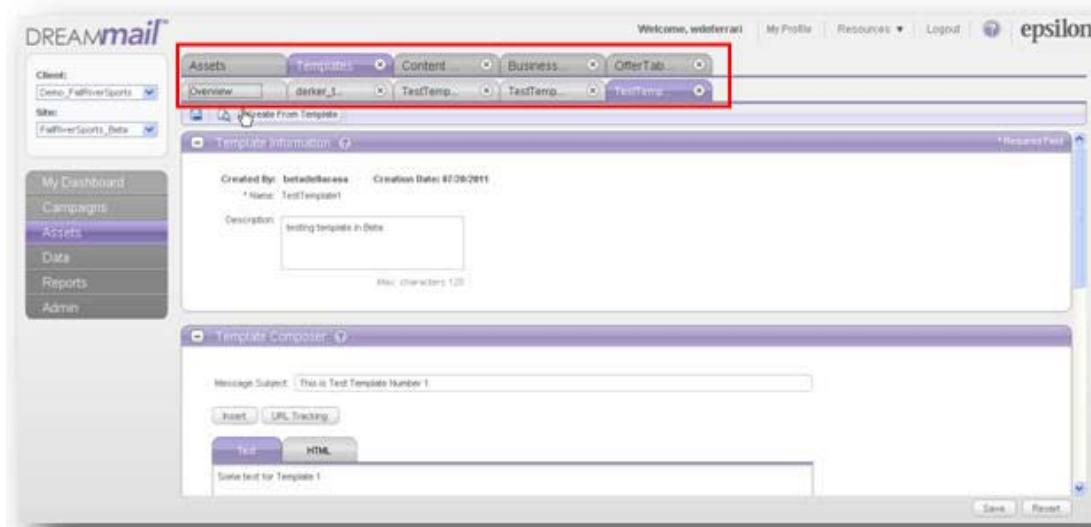 DREAMmail™
Welcome, wdeferrari My Profile Resources ▼ Logout ? epsilon
Client:
Demo_FallRiverSports
Site:
FallRiverSports_Beta
Assets Templates Content ... Business... OfferTab...
Overview derker_t... TestTemp... TestTemp... TestTemp...
Create From Template
My Dashboard
Campaigns
Assets
Data
Reports
Admin
Template Information ? * Required Field
Created By: betadellacasa Creation Date: 07/20/2011
* Name: TestTemplate1
Description: testing template in Beta
Max characters 120
Template Composer ?
Message Subject: This is Test Template Number 1
Insert URL Tracking
Text HTML
Some text for Template 1
Save Revert